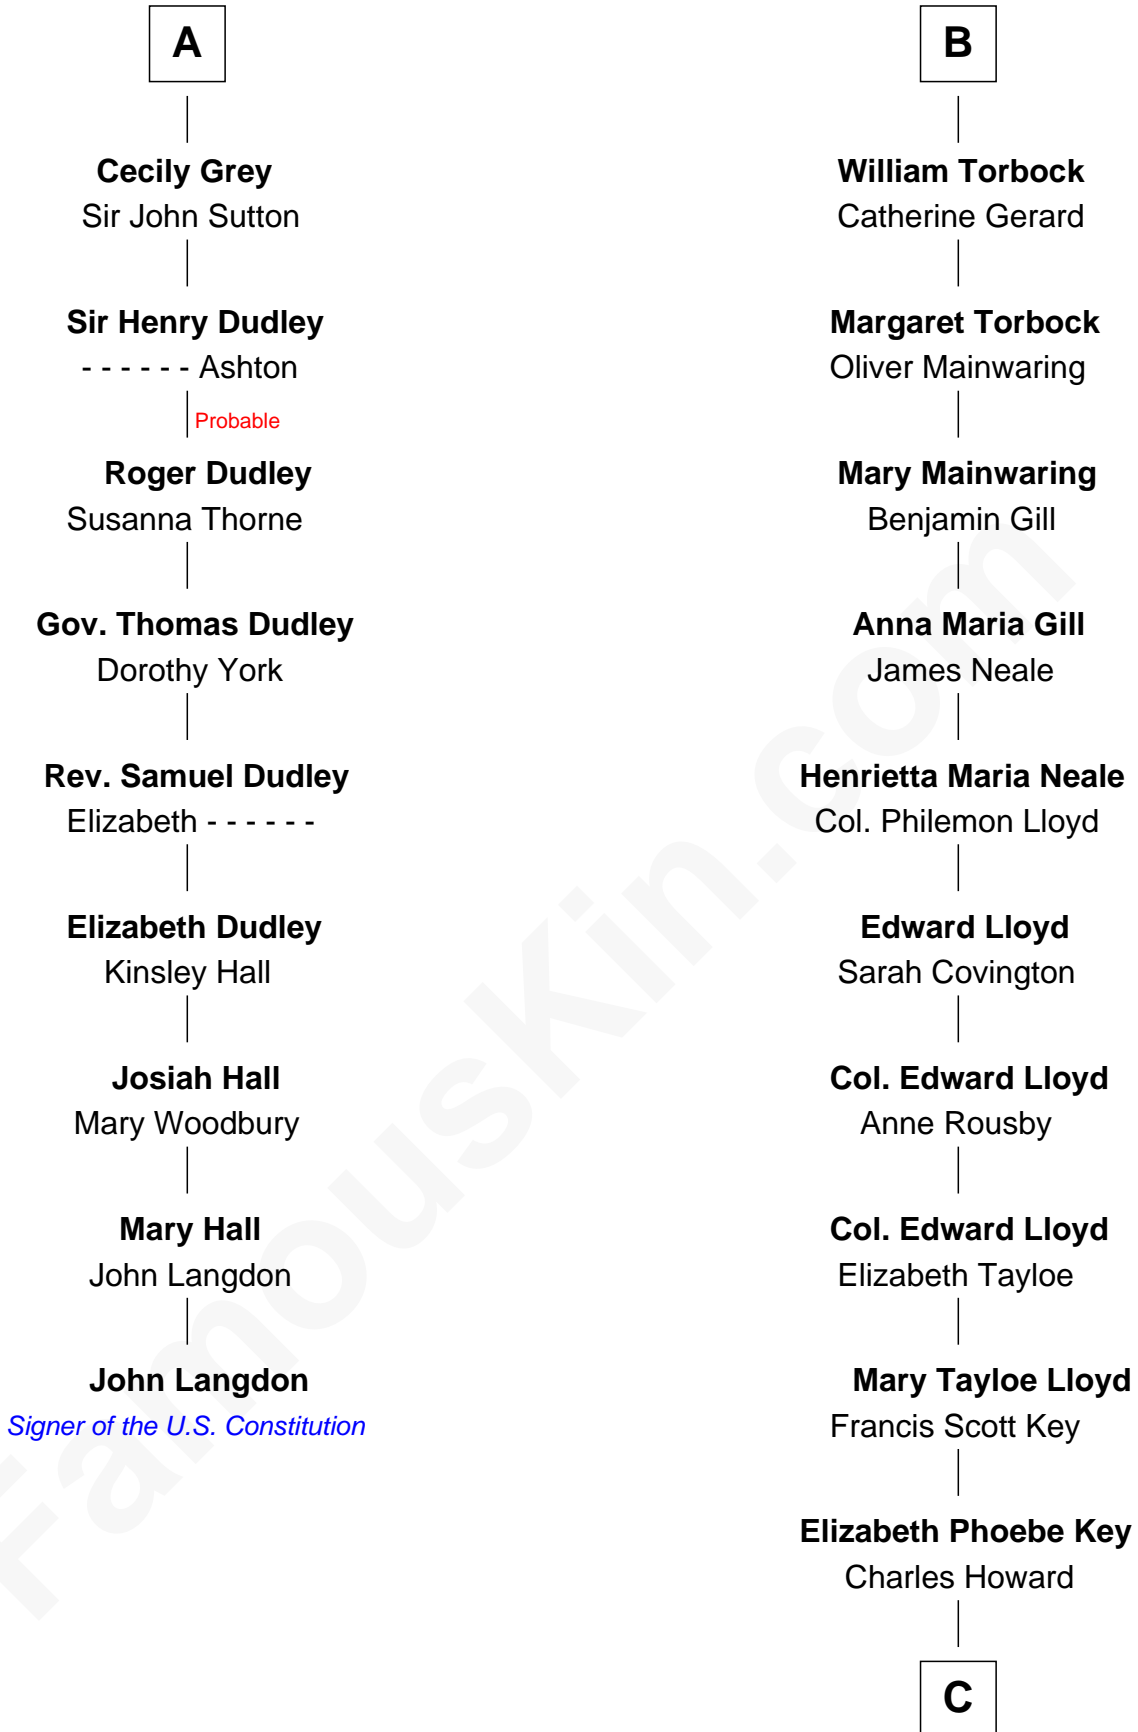 A
Cecily Grey
Sir John Sutton
Sir Henry Dudley
- - - - - - Ashton
Probable
Roger Dudley
Susanna Thorne
Gov. Thomas Dudley
Dorothy York
Rev. Samuel Dudley
Elizabeth - - - - - -
Elizabeth Dudley
Kinsley Hall
Josiah Hall
Mary Woodbury
Mary Hall
John Langdon
John Langdon
Signer of the U.S. Constitution
B
William Torbock
Catherine Gerard
Margaret Torbock
Oliver Mainwaring
Mary Mainwaring
Benjamin Gill
Anna Maria Gill
James Neale
Henrietta Maria Neale
Col. Philemon Lloyd
Edward Lloyd
Sarah Covington
Col. Edward Lloyd
Anne Rousby
Col. Edward Lloyd
Elizabeth Tayloe
Mary Tayloe Lloyd
Francis Scott Key
Elizabeth Phoebe Key
Charles Howard
C
FamousKin.com